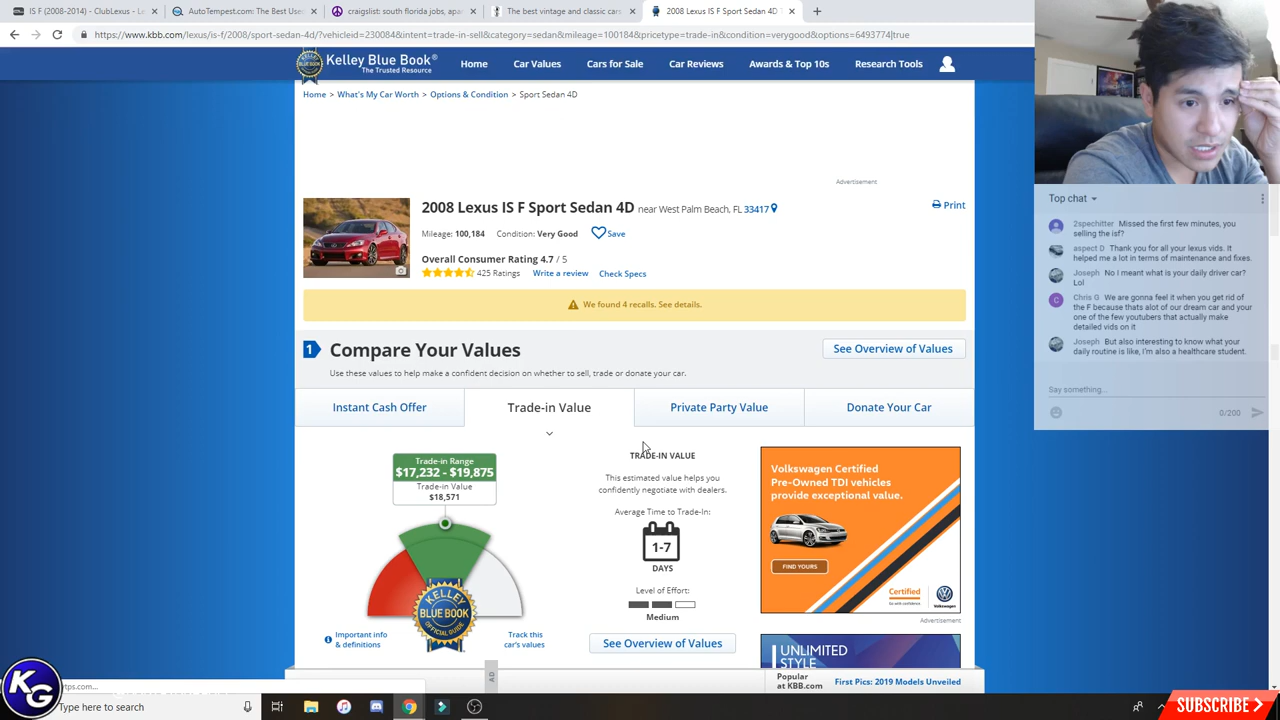 IS F (2008-2014) - ClubLexus - Le
AutoTempest.com: The Best Use
craigslist: south florida jobs, apa
The best vintage and classic cars
2008 Lexus IS F Sport Sedan 4D T
https://www.kbb.com/lexus/is-f/2008/sport-sedan-4d/?vehicleid=230084&intent=trade-in-sell&category=sedan&mileage=100184&pricetype=trade-in&condition=verygood&options=6493774|true
Kelley Blue Book®
The Trusted Resource
Home
Car Values
Cars for Sale
Car Reviews
Awards & Top 10s
Research Tools
Home > What's My Car Worth > Options & Condition > Sport Sedan 4D
Advertisement
2008 Lexus IS F Sport Sedan 4D near West Palm Beach, FL 33417
Print
Mileage: 100,184 Condition: Very Good Save
Overall Consumer Rating 4.7 / 5
425 Ratings Write a review Check Specs
We found 4 recalls. See details.
1 Compare Your Values
See Overview of Values
Use these values to help make a confident decision on whether to sell, trade or donate your car.
Instant Cash Offer
Trade-in Value
Private Party Value
Donate Your Car
Trade-in Range
$17,232 - $19,875
Trade-in Value
$18,571
KELLEY
BLUE BOOK
OFFICIAL GUIDE
Important info
& definitions
Track this
car's values
TRADE-IN VALUE
This estimated value helps you
confidently negotiate with dealers.
Average Time to Trade-In:
1-7
DAYS
Level of Effort:
Medium
See Overview of Values
Volkswagen Certified
Pre-Owned TDI vehicles
provide exceptional value.
FIND YOURS
Certified
Volkswagen
Advertisement
UNLIMITED
STYLE
AD
Popular
at KBB.com
First Pics: 2019 Models Unveiled
Top chat
2spechitter Missed the first few minutes, you
selling the isf?
aspect D Thank you for all your lexus vids. it
helped me a lot in terms of maintenance and fixes.
Joseph No I meant what is your daily driver car?
Lol
Chris G We are gonna feel it when you get rid of
the F because thats alot of our dream car and your
one of the few youtubers that actually make
detailed vids on it
Joseph But also interesting to know what your
daily routine is like, I'm also a healthcare student.
Say something...
0/200
KG
ttps.com...
Type here to search
SUBSCRIBE